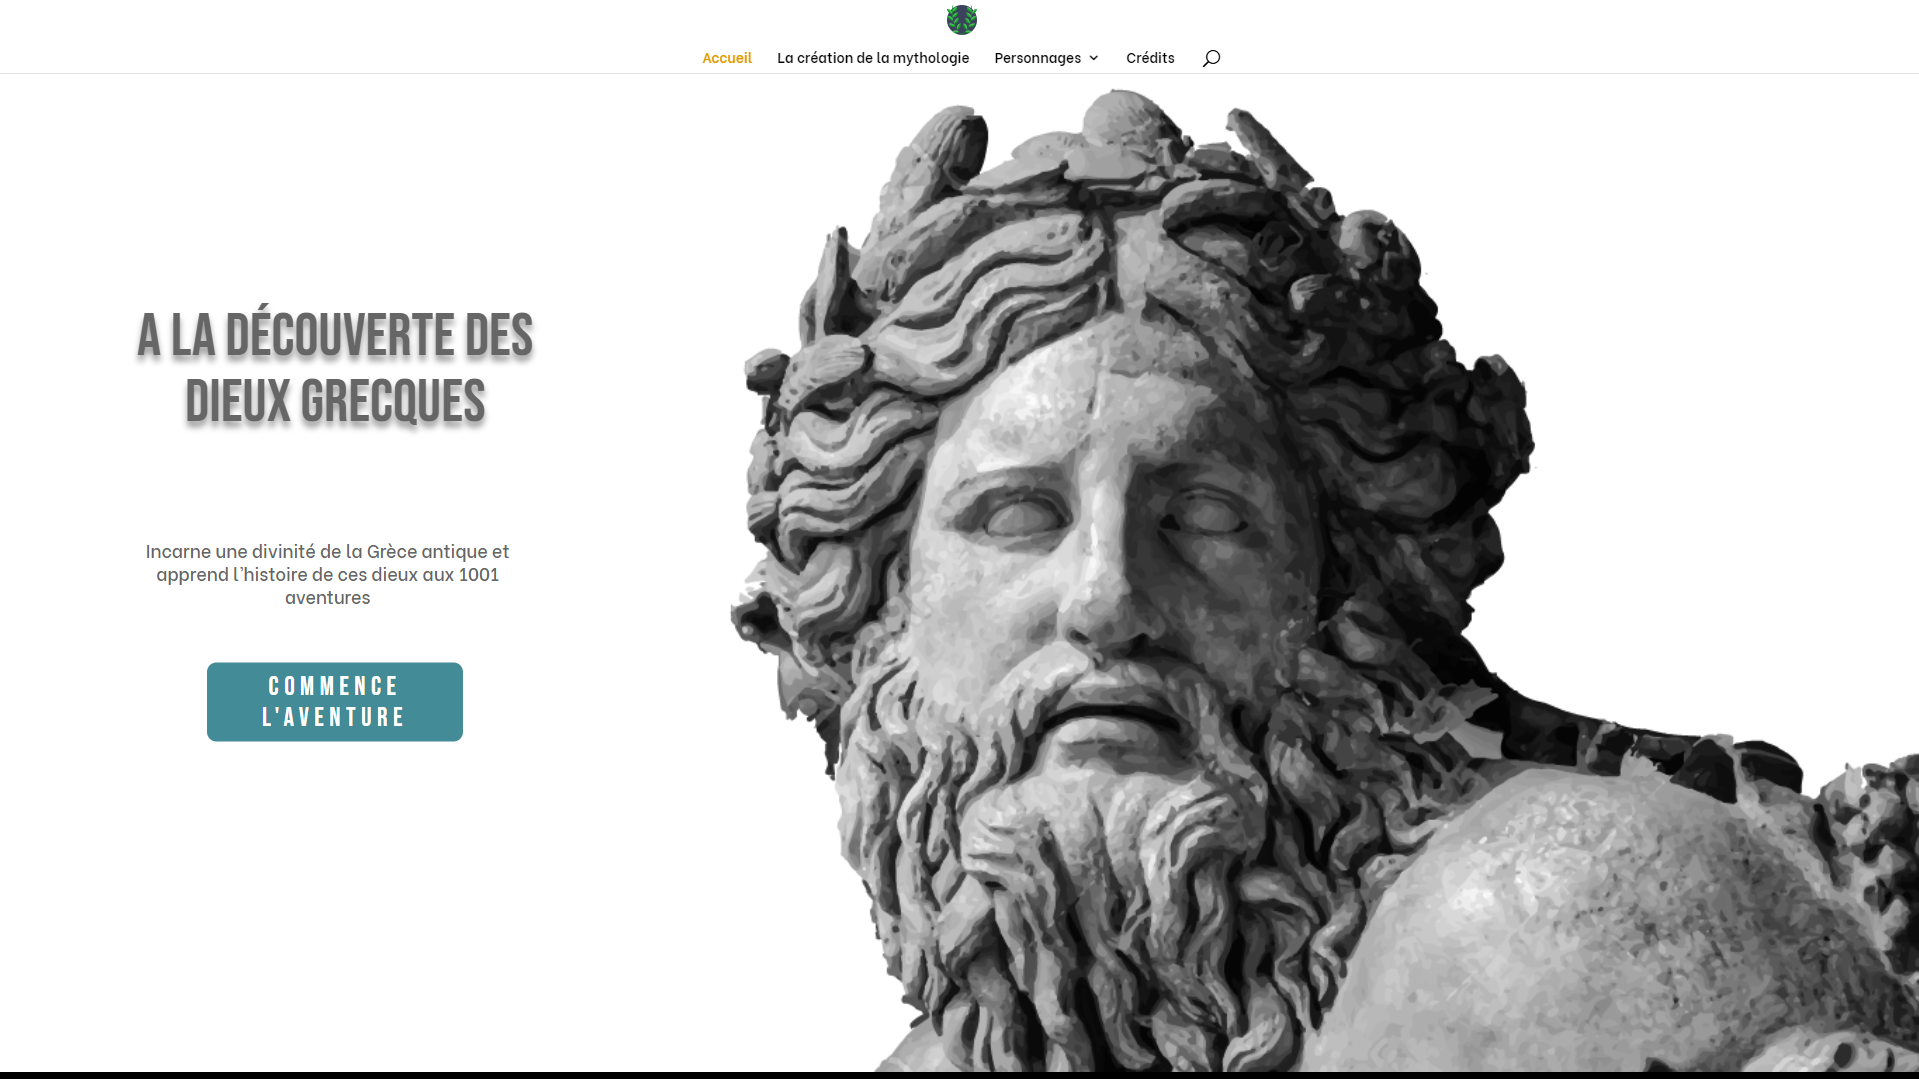 Accueil La création de la mythologie Personnages Crédits
A LA DÉCOUVERTE DES
DIEUX GRECQUES
Incarne une divinité de la Grèce antique et
apprend l'histoire de ces dieux aux 1001
aventures
COMMENCE
L'AVENTURE